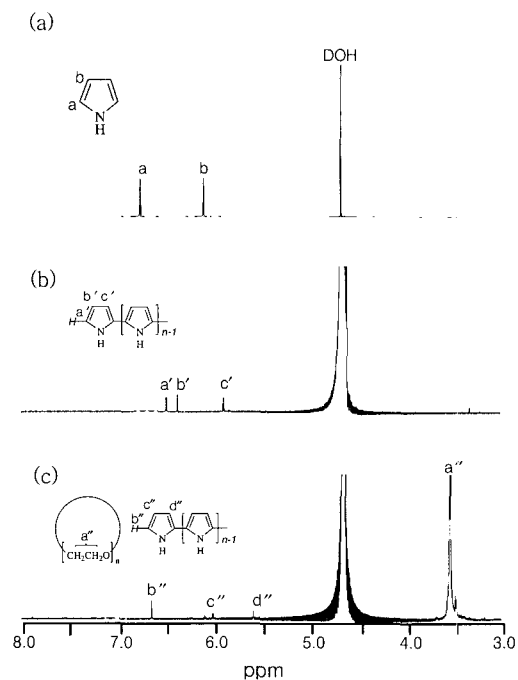 (a)
DOH
b
a
N
H
a
b
(b)
b' c'
a'
H
N
H
N
H
n-1
a' b'
c'
(c)
a"
c" d"
b"
H
a"
CH₂CH₂O
n
N
H
N
H
n-1
b"
c"
d"
8.0 7.0 6.0 5.0 4.0 3.0
ppm